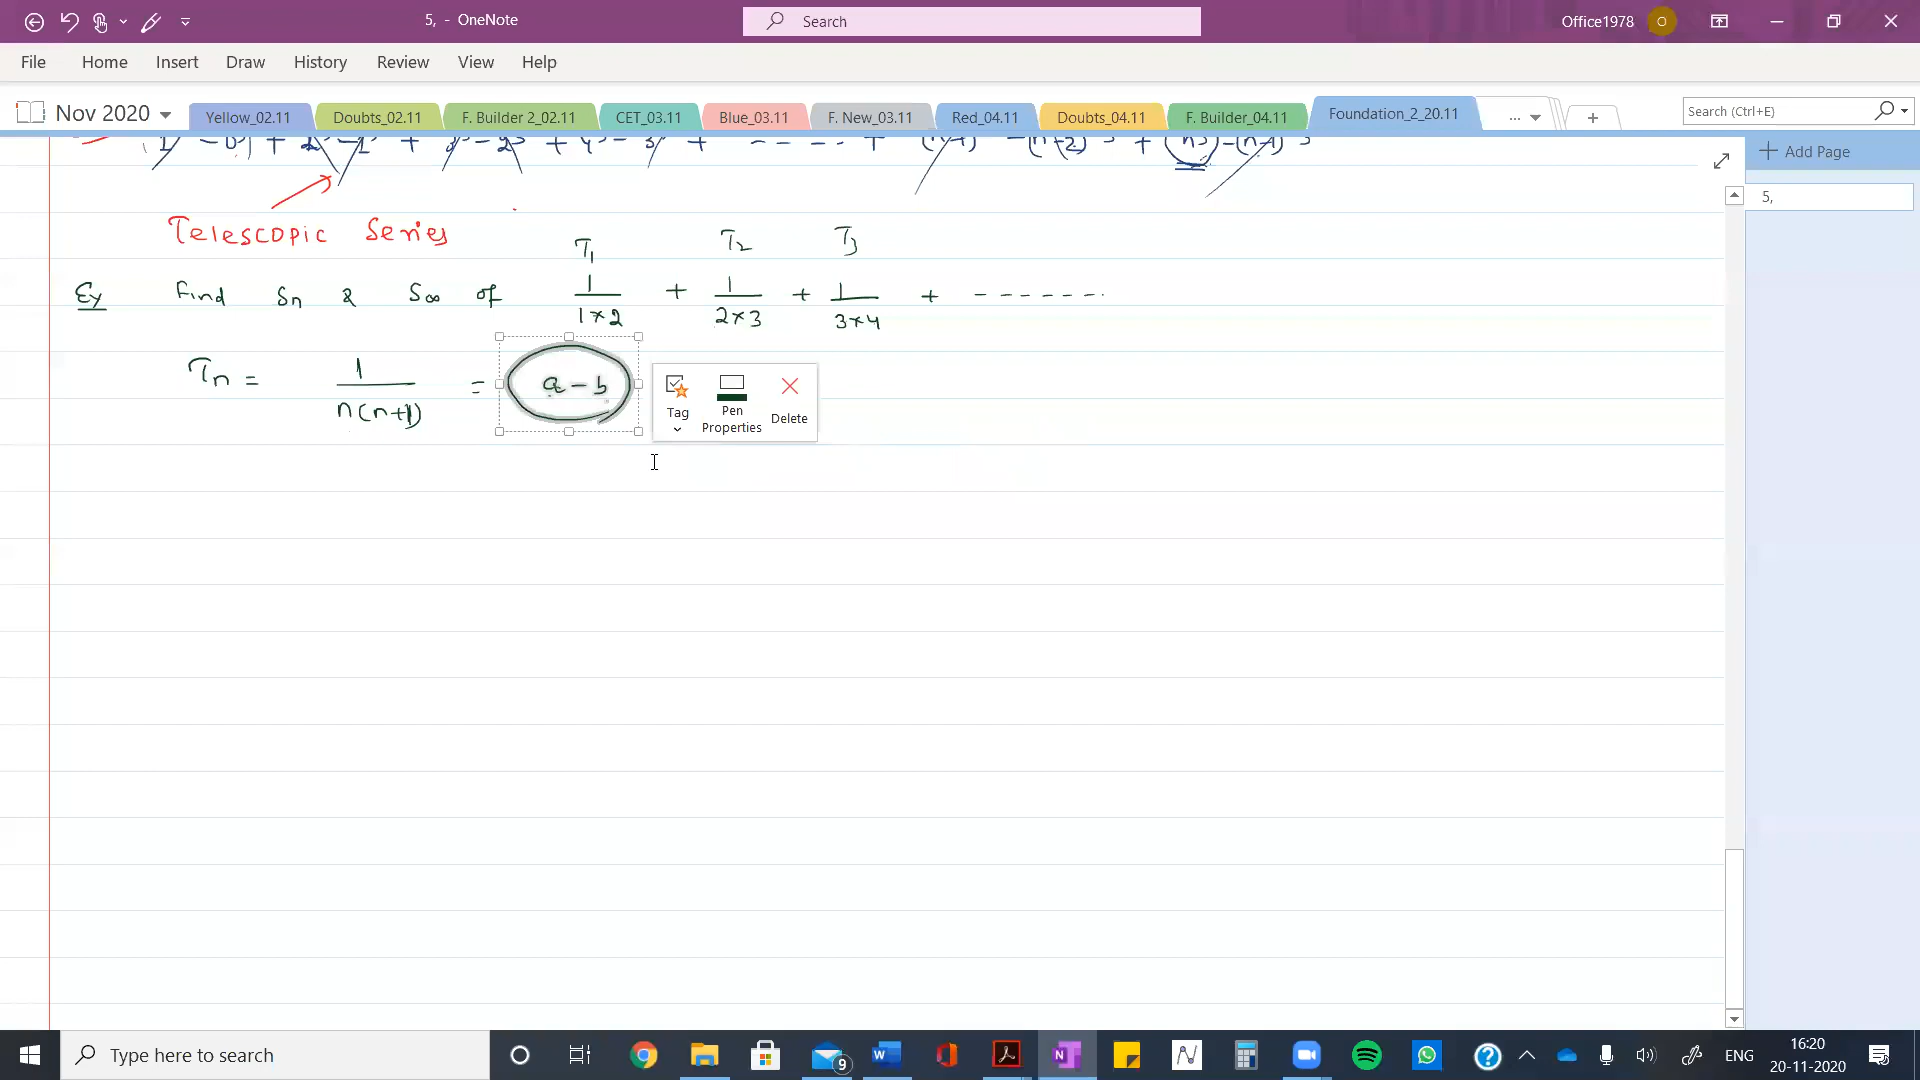 5, - OneNote
Search
Office1978 O
File Home Insert Draw History Review View Help
Nov 2020 Yellow_02.11 Doubts_02.11 F. Builder 2_02.11 CET_03.11 Blue_03.11 F. New_03.11 Red_04.11 Doubts_04.11 F. Builder_04.11 Foundation_2_20.11 ... + Search (Ctrl+E)
Add Page
5,
Telescopic Series
T₁ T₂ T₃
Ex Find Sn & S∞ of 1/1×2 + 1/2×3 + 1/3×4 + -------
Tn = 1/n(n+1) = a - b
Tag Pen Properties Delete
Type here to search
9
ENG
16:20
20-11-2020